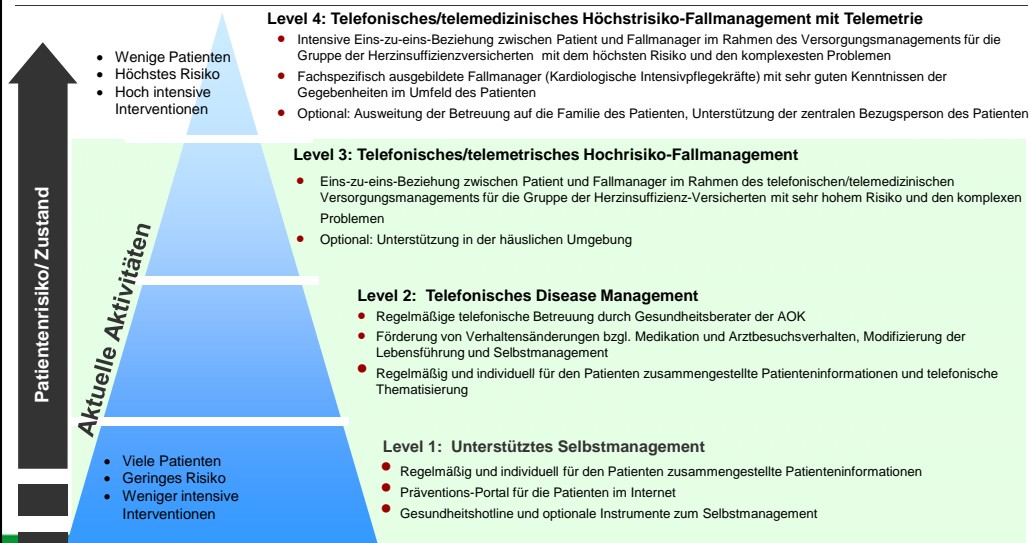 Level 4: Telefonisches/telemedizinisches Höchstrisiko-Fallmanagement mit Telemetrie
• Wenige Patienten
• Höchstes Risiko
• Hoch intensive
Interventionen
• Intensive Eins-zu-eins-Beziehung zwischen Patient und Fallmanager im Rahmen des Versorgungsmanagements für die
Gruppe der Herzinsuffizienzversicherten mit dem höchsten Risiko und den komplexesten Problemen
• Fachspezifisch ausgebildete Fallmanager (Kardiologische Intensivpflegekräfte) mit sehr guten Kenntnissen der
Gegebenheiten im Umfeld des Patienten
• Optional: Ausweitung der Betreuung auf die Familie des Patienten, Unterstützung der zentralen Bezugsperson des Patienten
Level 3: Telefonisches/telemetrisches Hochrisiko-Fallmanagement
• Eins-zu-eins-Beziehung zwischen Patient und Fallmanager im Rahmen des telefonischen/telemedizinischen
Versorgungsmanagements für die Gruppe der Herzinsuffizienz-Versicherten mit sehr hohem Risiko und den komplexen
Problemen
• Optional: Unterstützung in der häuslichen Umgebung
Patientenrisiko/ Zustand
Aktuelle Aktivitäten
Level 2: Telefonisches Disease Management
• Regelmäßige telefonische Betreuung durch Gesundheitsberater der AOK
• Förderung von Verhaltensänderungen bzgl. Medikation und Arztbesuchsverhalten, Modifizierung der
Lebensführung und Selbstmanagement
• Regelmäßig und individuell für den Patienten zusammengestellte Patienteninformationen und telefonische
Thematisierung
Level 1: Unterstütztes Selbstmanagement
• Viele Patienten
• Geringes Risiko
• Weniger intensive
Interventionen
• Regelmäßig und individuell für den Patienten zusammengestellte Patienteninformationen
• Präventions-Portal für die Patienten im Internet
• Gesundheitshotline und optionale Instrumente zum Selbstmanagement